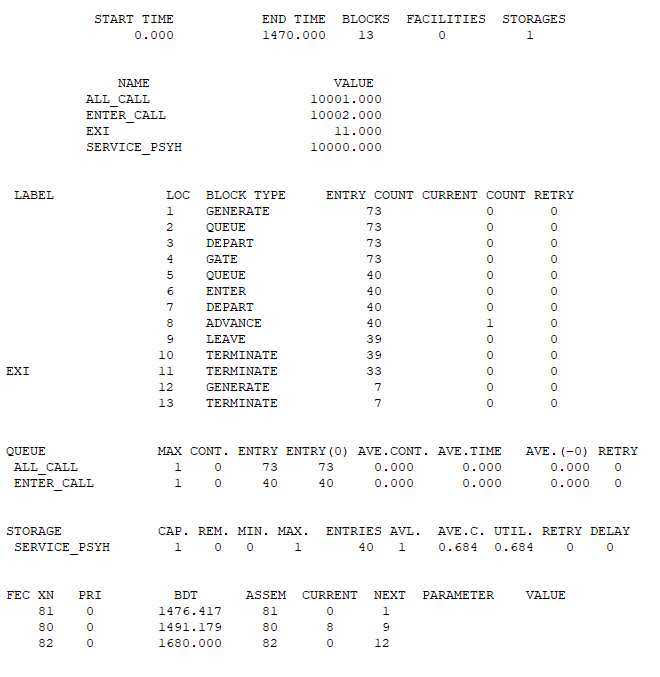 START TIME END TIME BLOCKS FACILITIES STORAGES
0.000 1470.000 13 0 1
NAME VALUE
ALL_CALL 10001.000
ENTER_CALL 10002.000
EXI 11.000
SERVICE_PSYH 10000.000
LABEL LOC BLOCK TYPE ENTRY COUNT CURRENT COUNT RETRY
1 GENERATE 73 0 0
2 QUEUE 73 0 0
3 DEPART 73 0 0
4 GATE 73 0 0
5 QUEUE 40 0 0
6 ENTER 40 0 0
7 DEPART 40 0 0
8 ADVANCE 40 1 0
9 LEAVE 39 0 0
10 TERMINATE 39 0 0
EXI 11 TERMINATE 33 0 0
12 GENERATE 7 0 0
13 TERMINATE 7 0 0
QUEUE MAX CONT. ENTRY ENTRY(0) AVE.CONT. AVE.TIME AVE.(-0) RETRY
ALL_CALL 1 0 73 73 0.000 0.000 0.000 0
ENTER_CALL 1 0 40 40 0.000 0.000 0.000 0
STORAGE CAP. REM. MIN. MAX. ENTRIES AVL. AVE.C. UTIL. RETRY DELAY
SERVICE_PSYH 1 0 0 1 40 1 0.684 0.684 0 0
FEC XN PRI BDT ASSEM CURRENT NEXT PARAMETER VALUE
81 0 1476.417 81 0 1
80 0 1491.179 80 8 9
82 0 1680.000 82 0 12